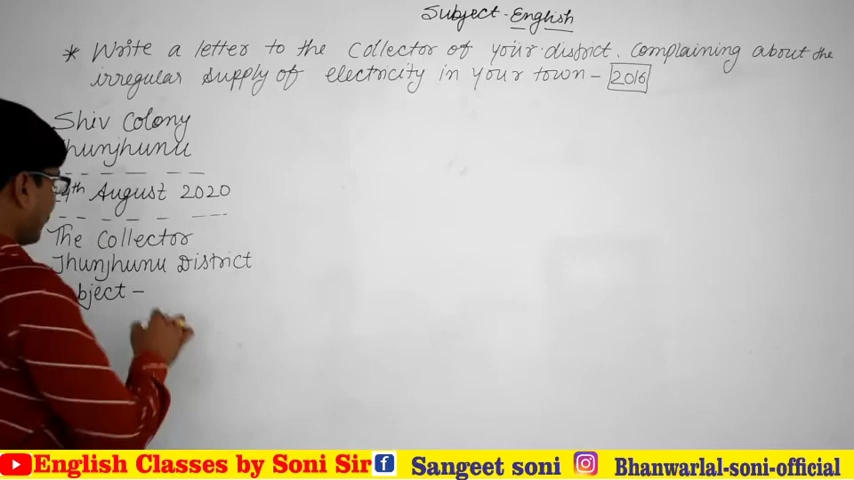 Subject - English
* Write a letter to the Collector of your district. Complaining about the
irregular supply of electricity in your town - 2016
Shiv Colony
Jhunjhunu
August 2020
The Collector
Jhunjhunu District
Subject -
English Classes by Soni Sir Sangeet soni Bhanwarlal-soni-official